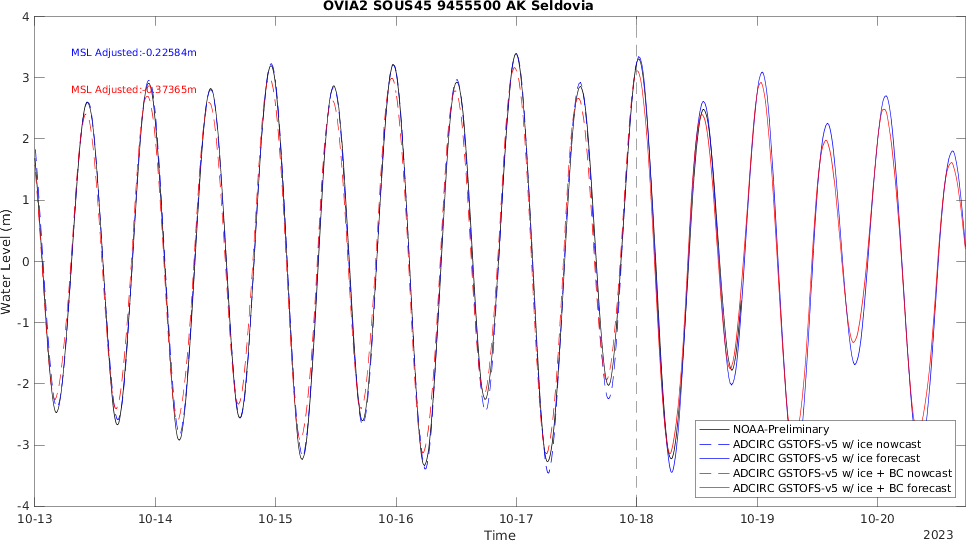 OVIA2 SOUS45 9455500 AK Seldovia
MSL Adjusted:-0.22584m
MSL Adjusted:-0.37365m
Water Level (m)
4
3
2
1
0
-1
-2
-3
-4
NOAA-Preliminary
ADCIRC GSTOFS-v5 w/ ice nowcast
ADCIRC GSTOFS-v5 w/ ice forecast
ADCIRC GSTOFS-v5 w/ ice + BC nowcast
ADCIRC GSTOFS-v5 w/ ice + BC forecast
10-13 10-14 10-15 10-16 10-17 10-18 10-19 10-20
Time
2023